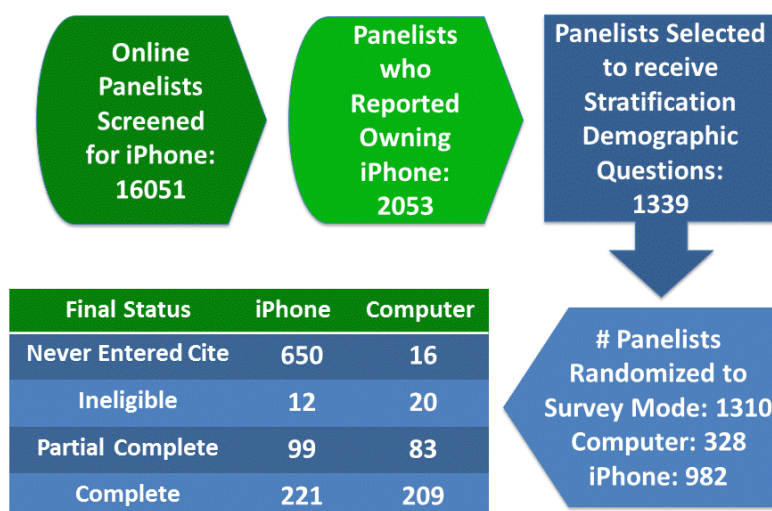 Online
Panelists
Screened
for iPhone:
16051
Panelists
who
Reported
Owning
iPhone:
2053
Panelists Selected
to receive
Stratification
Demographic
Questions:
1339
# Panelists
Randomized to
Survey Mode: 1310
Computer: 328
iPhone: 982
Final Status iPhone Computer
Never Entered Cite 650 16
Ineligible 12 20
Partial Complete 99 83
Complete 221 209